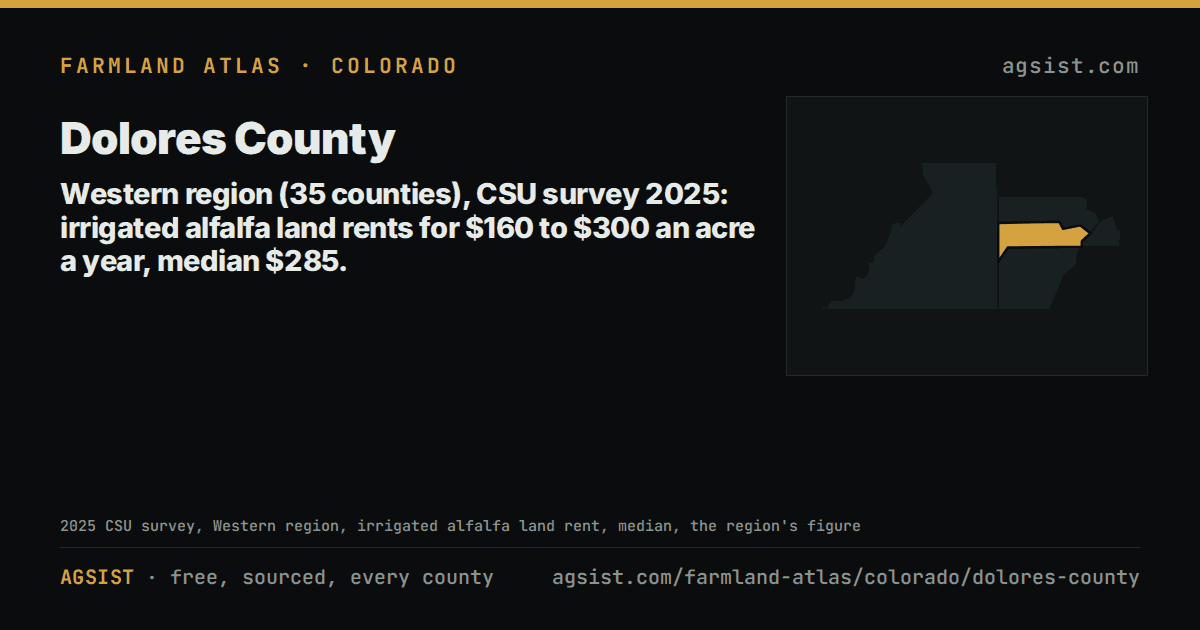 FARMLAND ATLAS · COLORADO
agsist.com
Dolores County
Western region (35 counties), CSU survey 2025:
irrigated alfalfa land rents for $160 to $300 an acre
a year, median $285.
2025 CSU survey, Western region, irrigated alfalfa land rent, median, the region's figure
AGSIST · free, sourced, every county
agsist.com/farmland-atlas/colorado/dolores-county